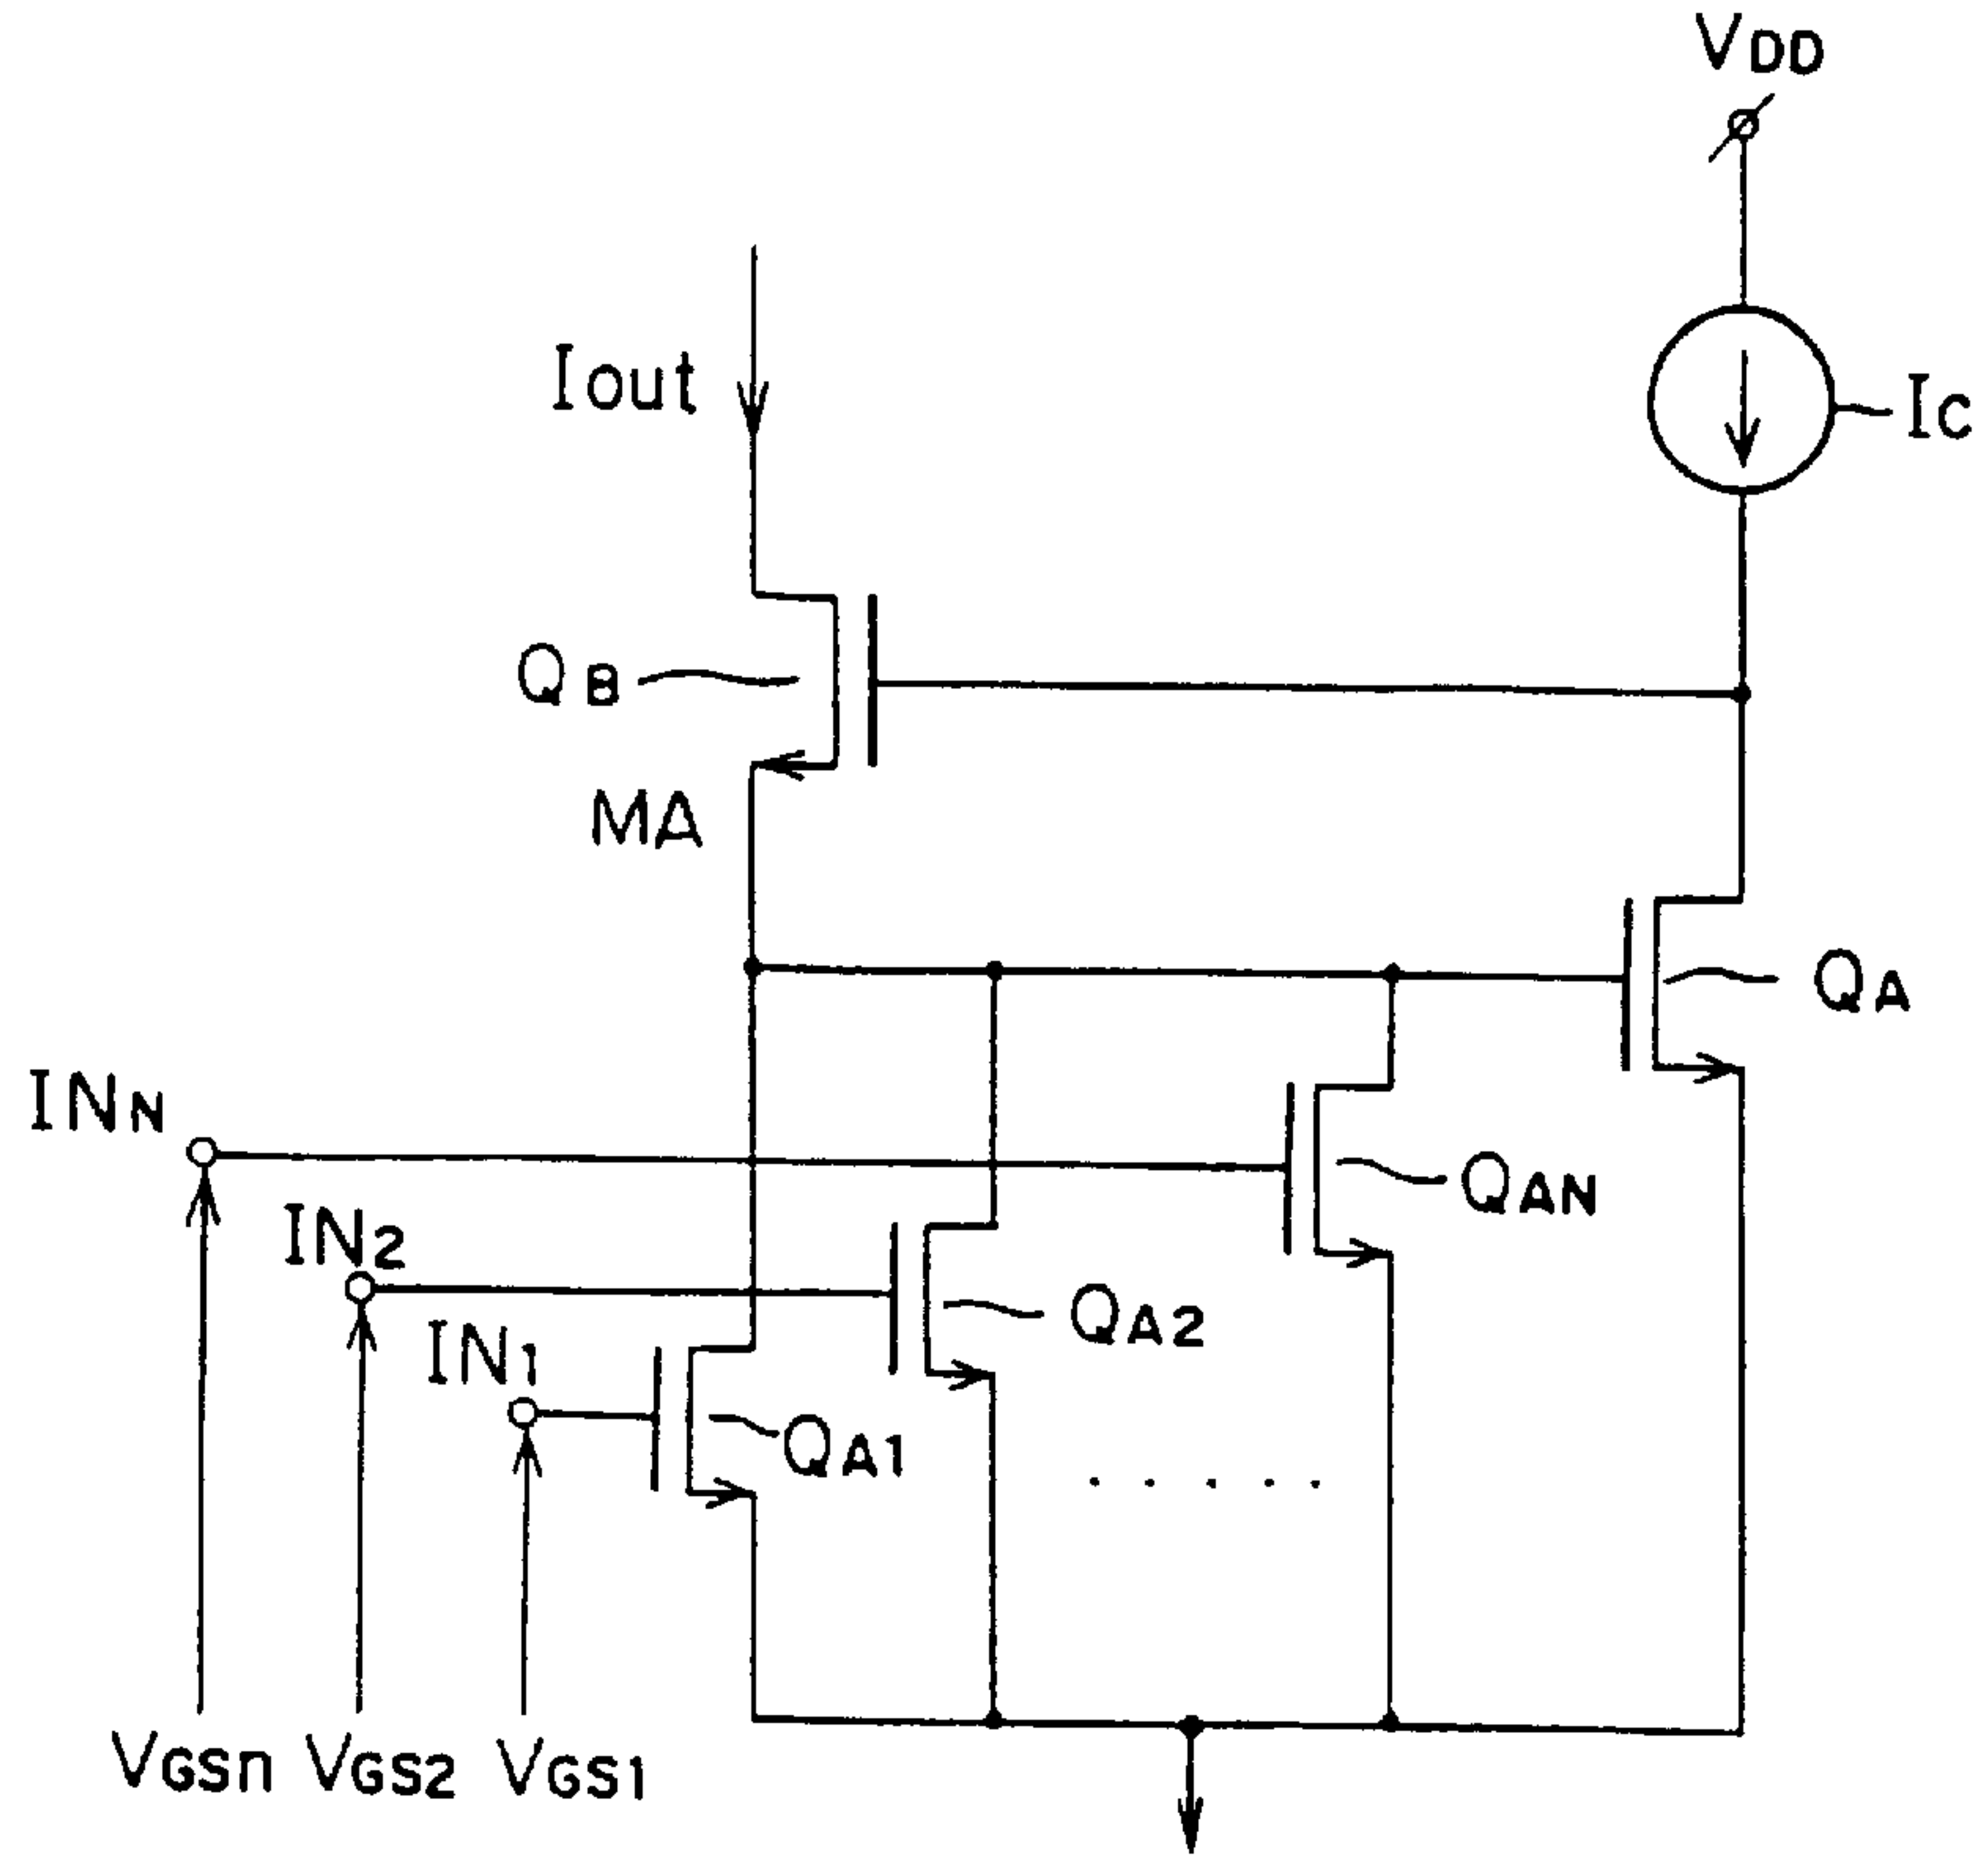 VDD
Iout
Ic
QB
MA
QA
INN
QAN
IN2
QA2
IN1
QA1
VGSn VGS2 VGS1